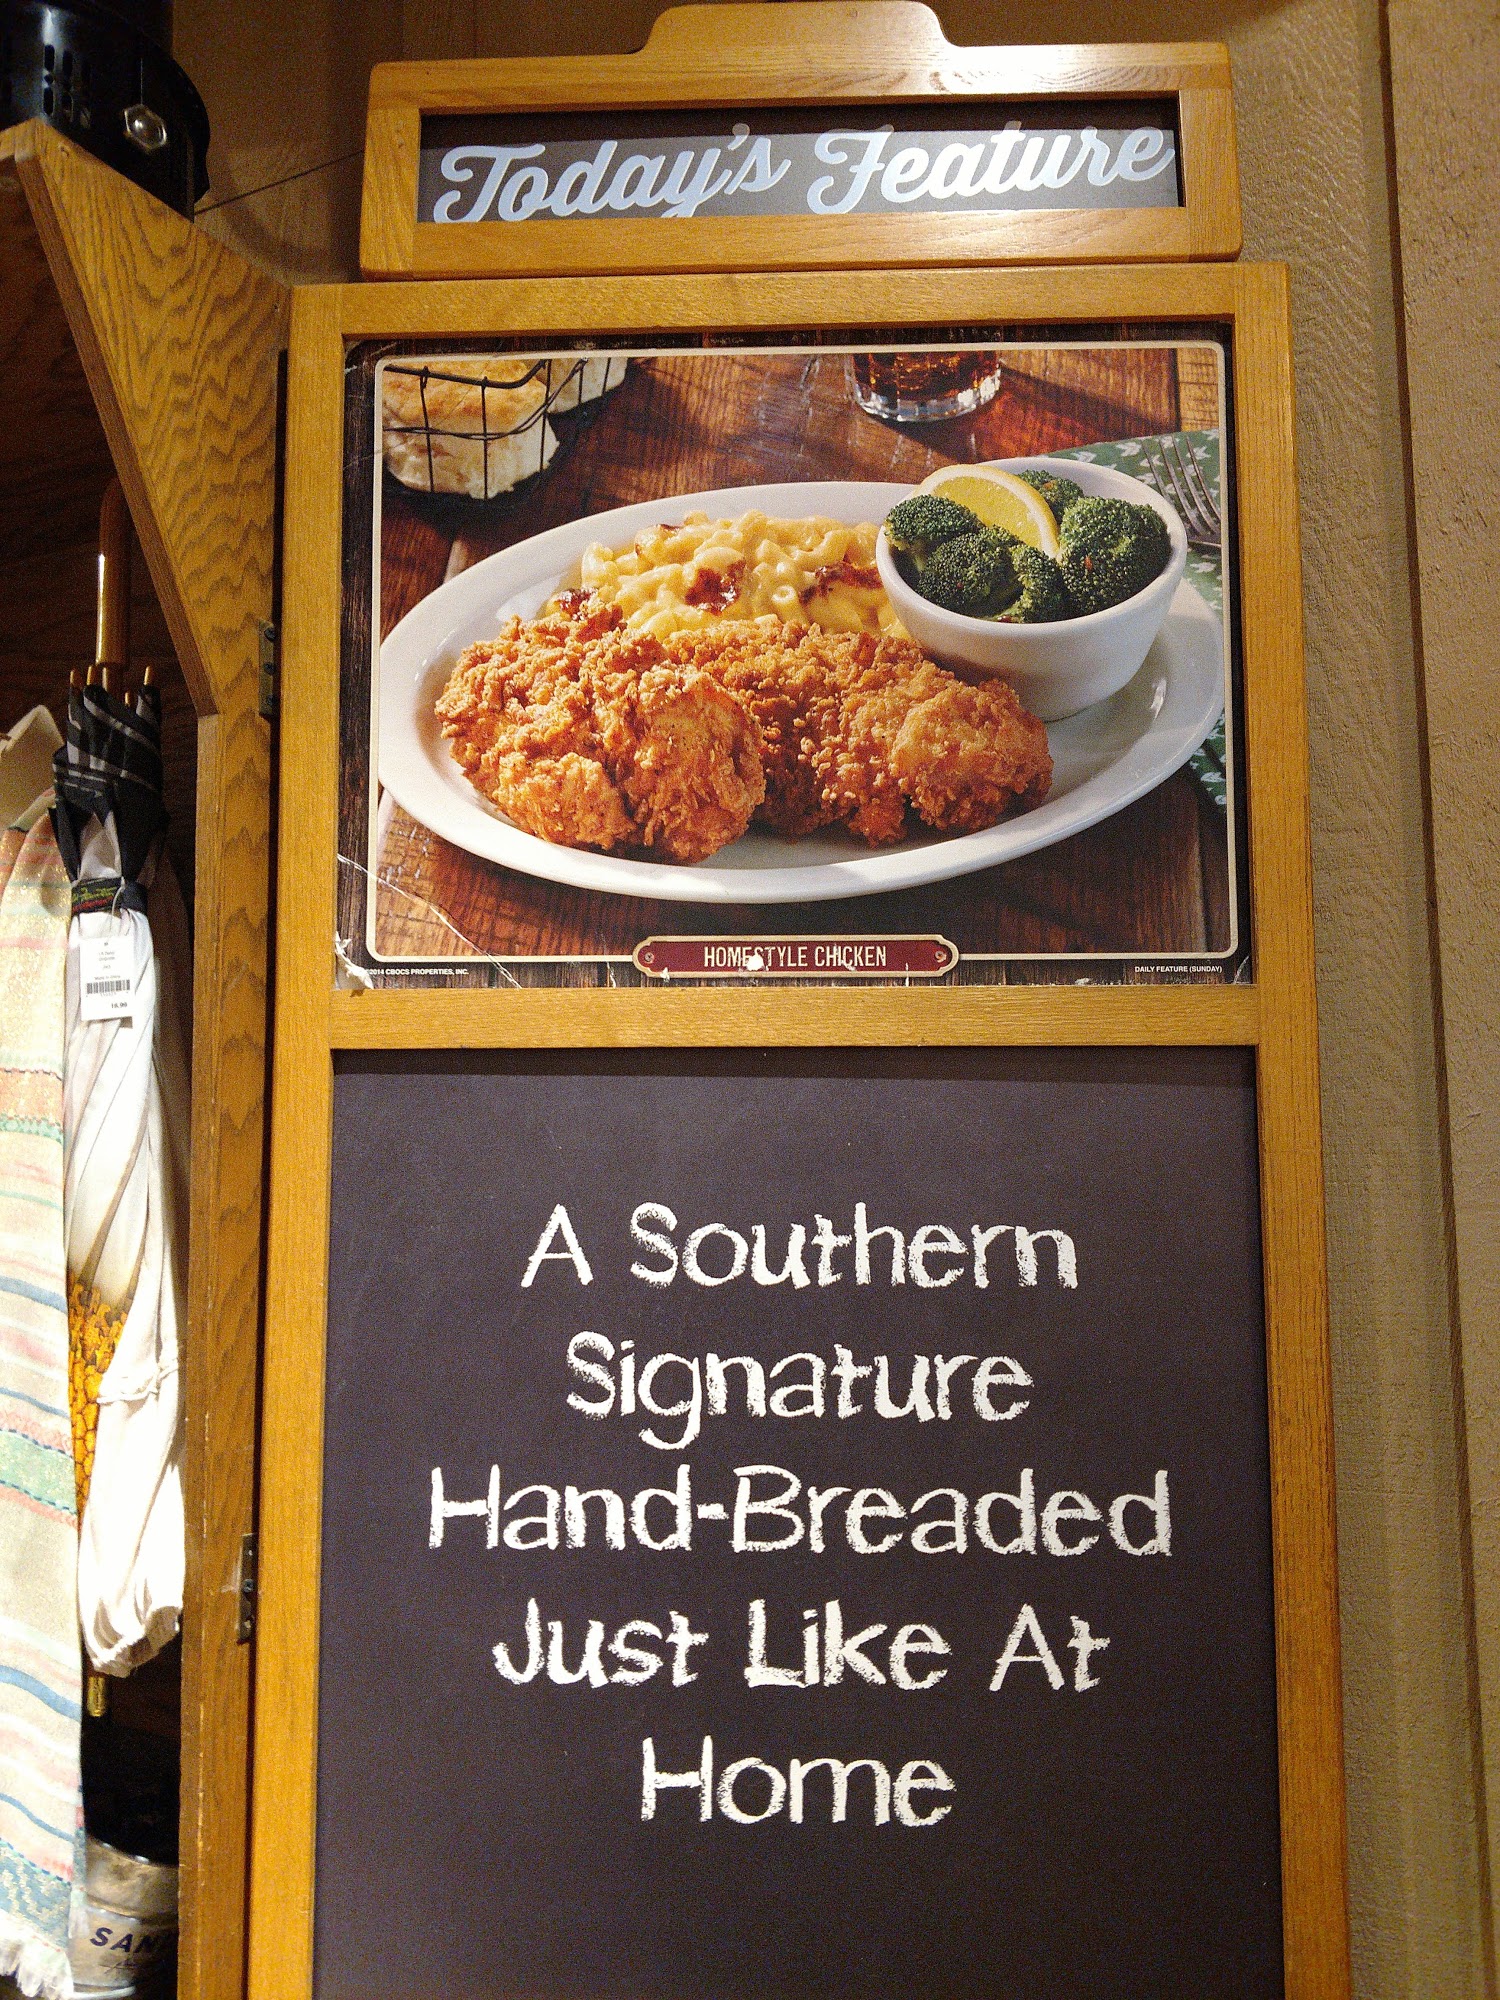 Today's Feature
HOMESTYLE CHICKEN
©2014 CBOCS PROPERTIES, INC.
DAILY FEATURE (SUNDAY)
A Southern
Signature
Hand-Breaded
Just Like At
Home
SAN